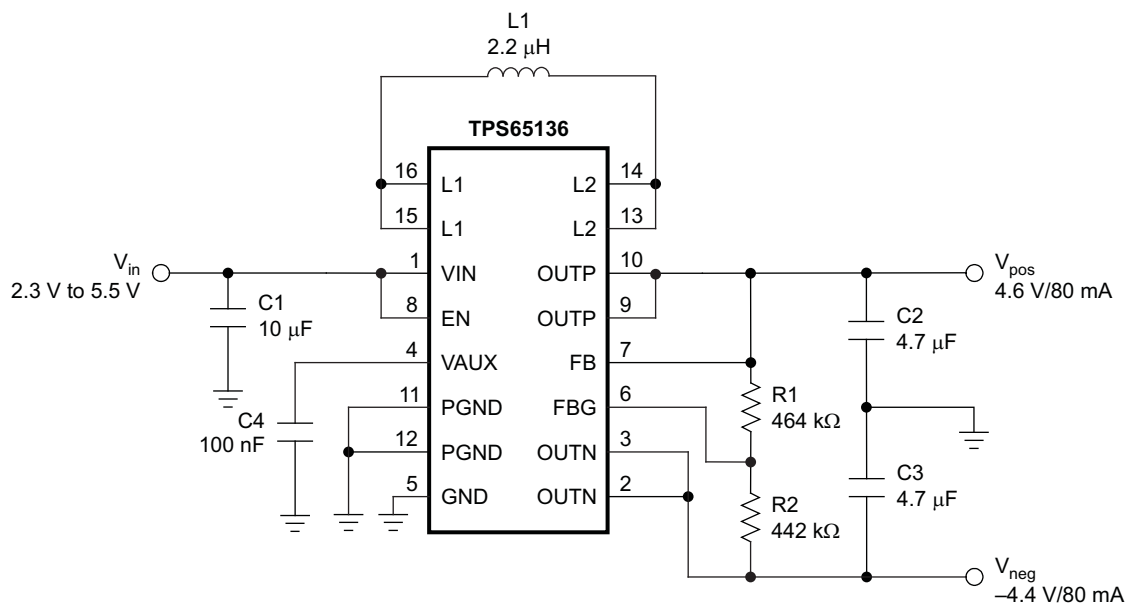 L1
2.2 μH
TPS65136
16 L1 L2 14
15 L1 L2 13
Vin
2.3 V to 5.5 V
1 VIN OUTP 10
Vpos
4.6 V/80 mA
C1
10 μF
8 EN OUTP 9
C2
4.7 μF
4 VAUX FB 7
11 PGND FBG 6
R1
464 kΩ
C4
100 nF
12 PGND OUTN 3
C3
4.7 μF
5 GND OUTN 2
R2
442 kΩ
Vneg
–4.4 V/80 mA